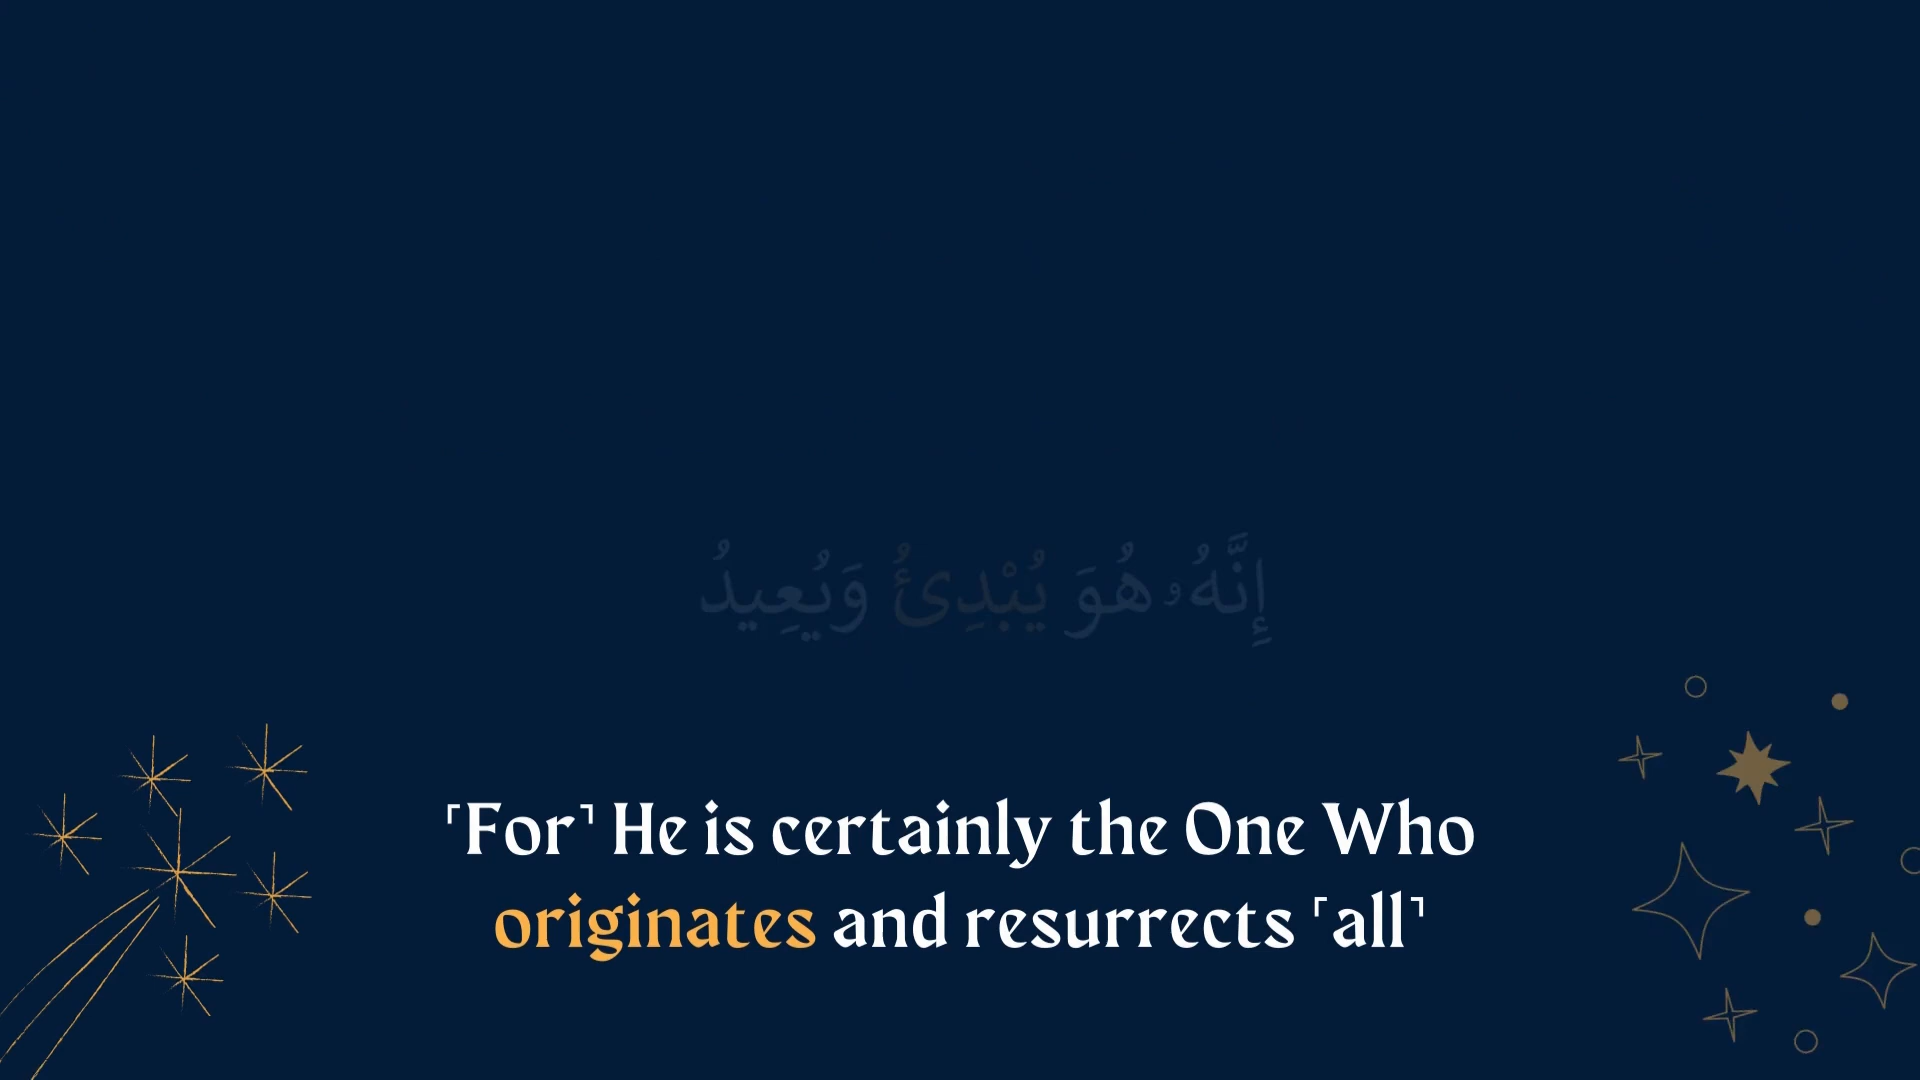 إِنَّهُۥ هُوَ يُبْدِئُ وَيُعِيدُ
⸢For⸣ He is certainly the One Who
originates and resurrects ⸢all⸣